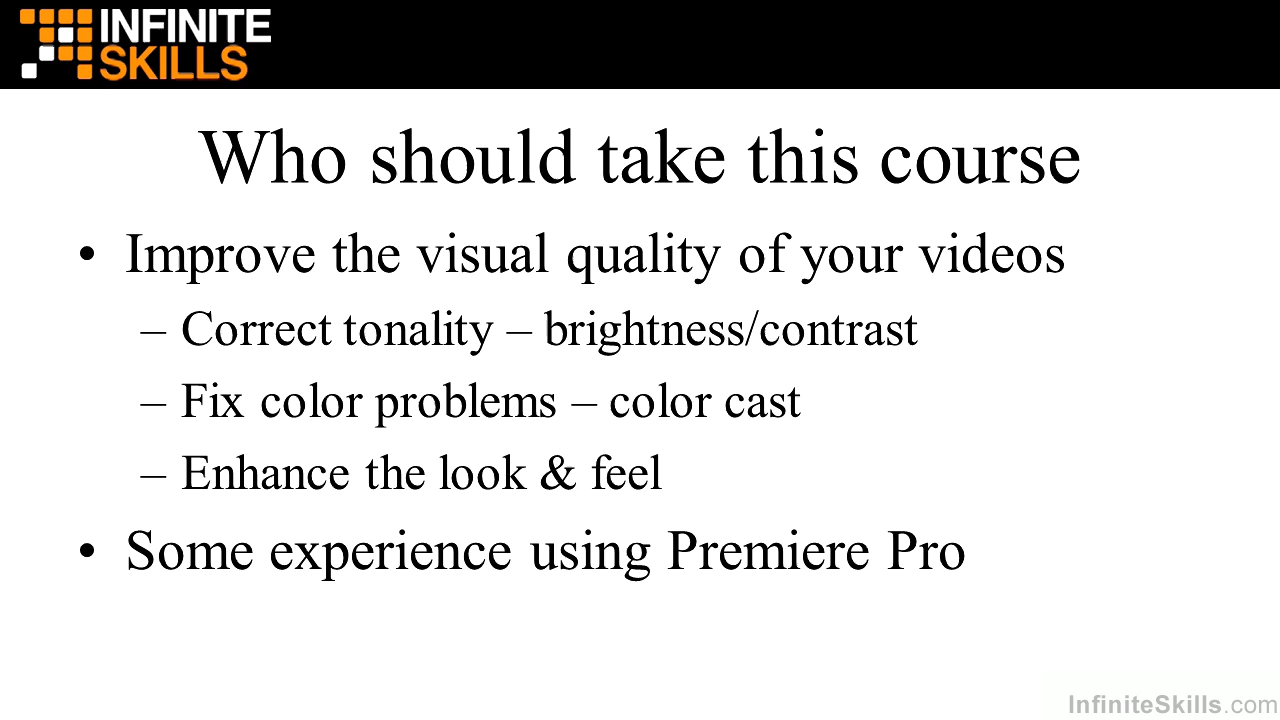 INFINITE
SKILLS
Who should take this course
• Improve the visual quality of your videos
– Correct tonality – brightness/contrast
– Fix color problems – color cast
– Enhance the look & feel
• Some experience using Premiere Pro
InfiniteSkills.com